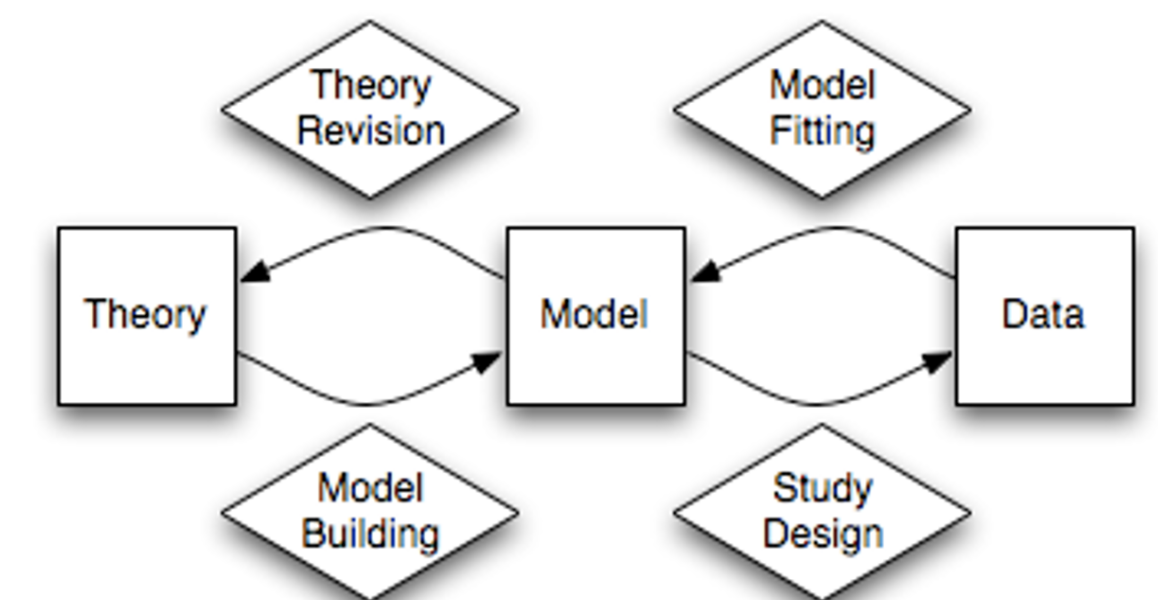 Theory
Revision
Model
Fitting
Theory
Model
Data
Model
Building
Study
Design